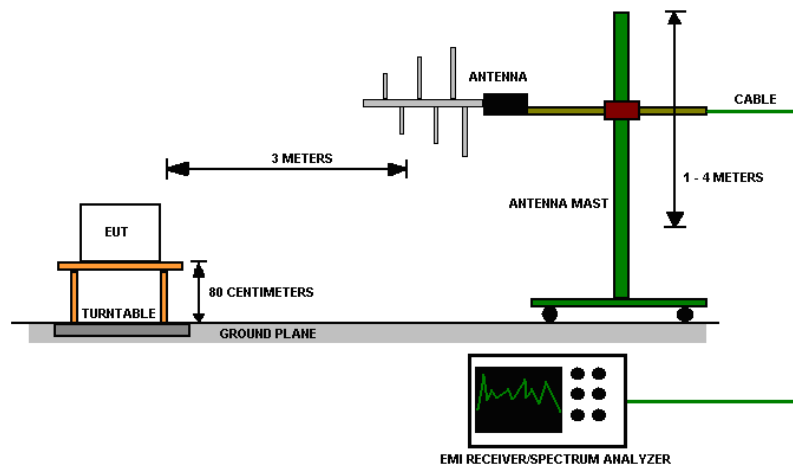 ANTENNA
CABLE
3 METERS
1 - 4 METERS
ANTENNA MAST
EUT
80 CENTIMETERS
TURNTABLE
GROUND PLANE
EMI RECEIVER/SPECTRUM ANALYZER